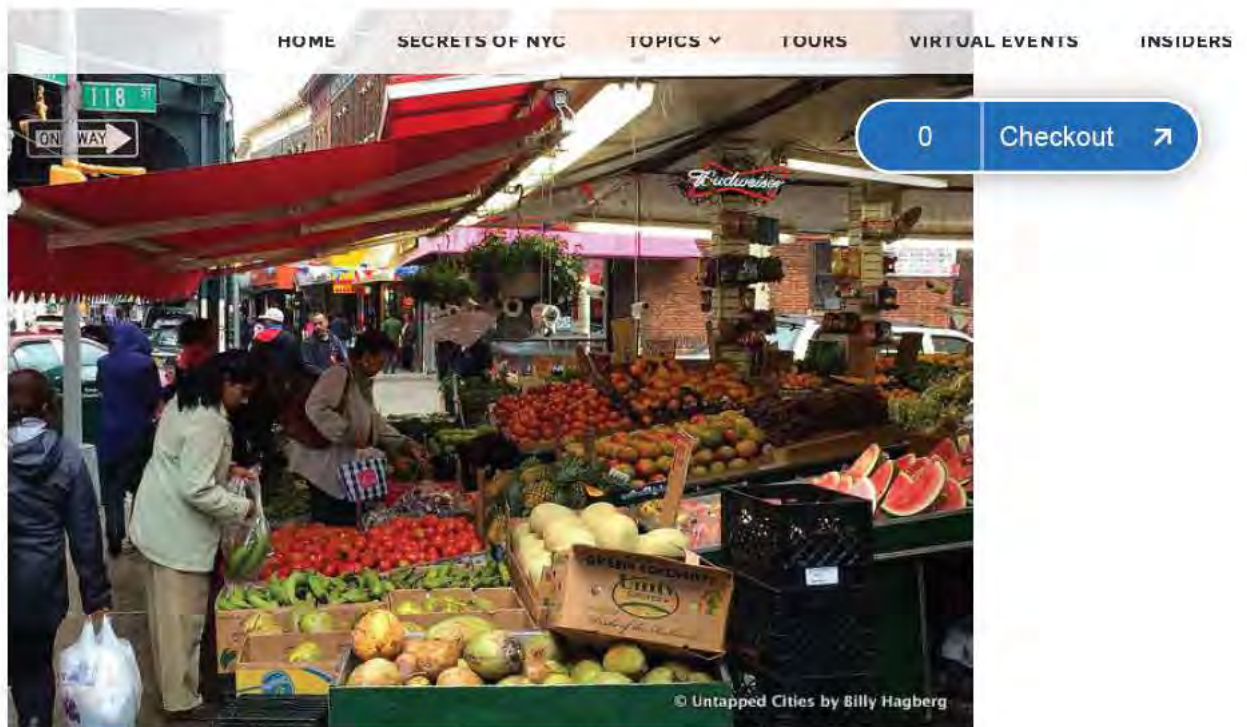 HOME SECRETS OF NYC TOPICS TOURS VIRTUAL EVENTS INSIDERS
118 ST
ONE WAY
0 Checkout
Budweiser
© Untapped Cities by Billy Hagberg